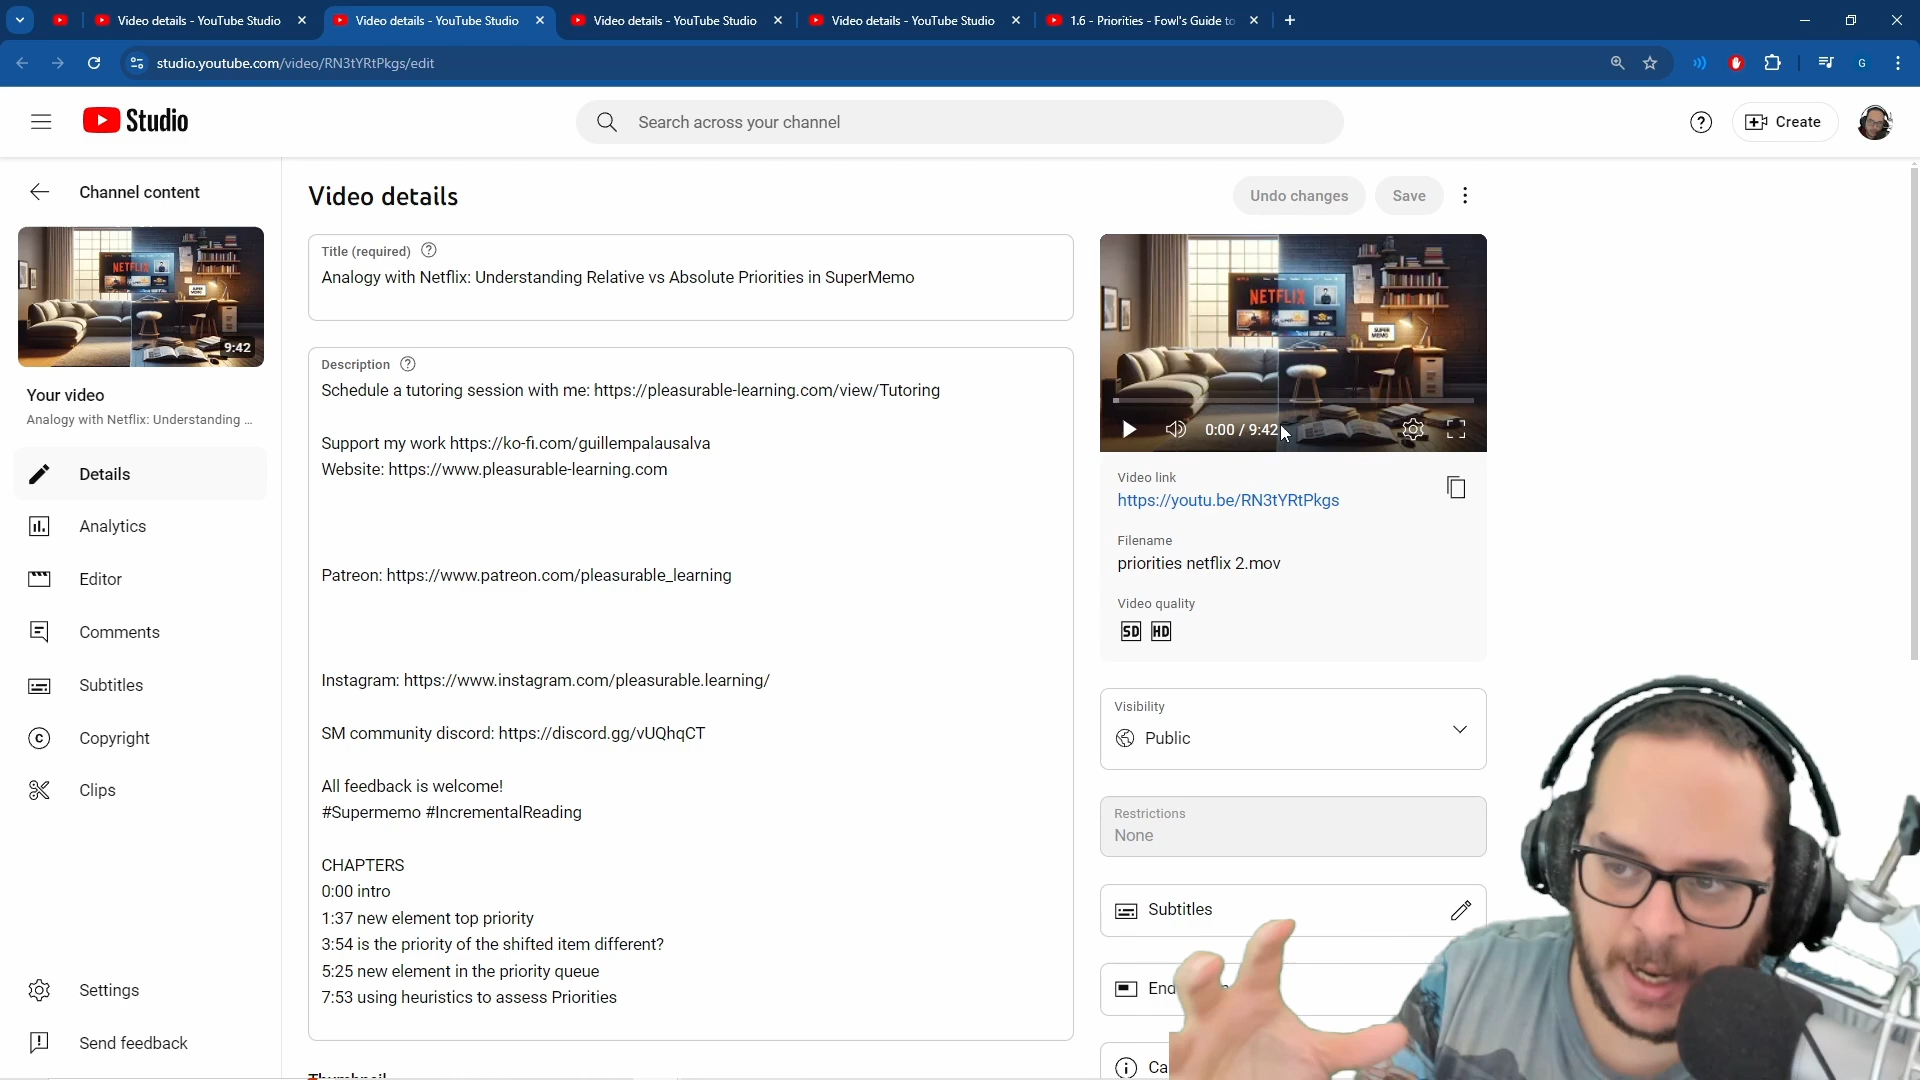 Video details - YouTube Studio
Video details - YouTube Studio
Video details - YouTube Studio
Video details - YouTube Studio
1.6 - Priorities - Fowl's Guide to
studio.youtube.com/video/RN3tYRtPkgs/edit
G
Studio
Search across your channel
Create
Channel content
NETFLIX
9:42
Your video
Analogy with Netflix: Understanding ...
Details
Analytics
Editor
Comments
Subtitles
Copyright
Clips
Settings
Send feedback
Video details
Undo changes
Save
Title (required)
Analogy with Netflix: Understanding Relative vs Absolute Priorities in SuperMemo
Description
Schedule a tutoring session with me: https://pleasurable-learning.com/view/Tutoring
Support my work https://ko-fi.com/guillempalausalva
Website: https://www.pleasurable-learning.com
Patreon: https://www.patreon.com/pleasurable_learning
Instagram: https://www.instagram.com/pleasurable.learning/
SM community discord: https://discord.gg/vUQhqCT
All feedback is welcome!
#Supermemo #IncrementalReading
CHAPTERS
0:00 intro
1:37 new element top priority
3:54 is the priority of the shifted item different?
5:25 new element in the priority queue
7:53 using heuristics to assess Priorities
NETFLIX
SUPER
MEMO
0:00 / 9:42
Video link
https://youtu.be/RN3tYRtPkgs
Filename
priorities netflix 2.mov
Video quality
SD HD
Visibility
Public
Restrictions
None
Subtitles
End
Ca